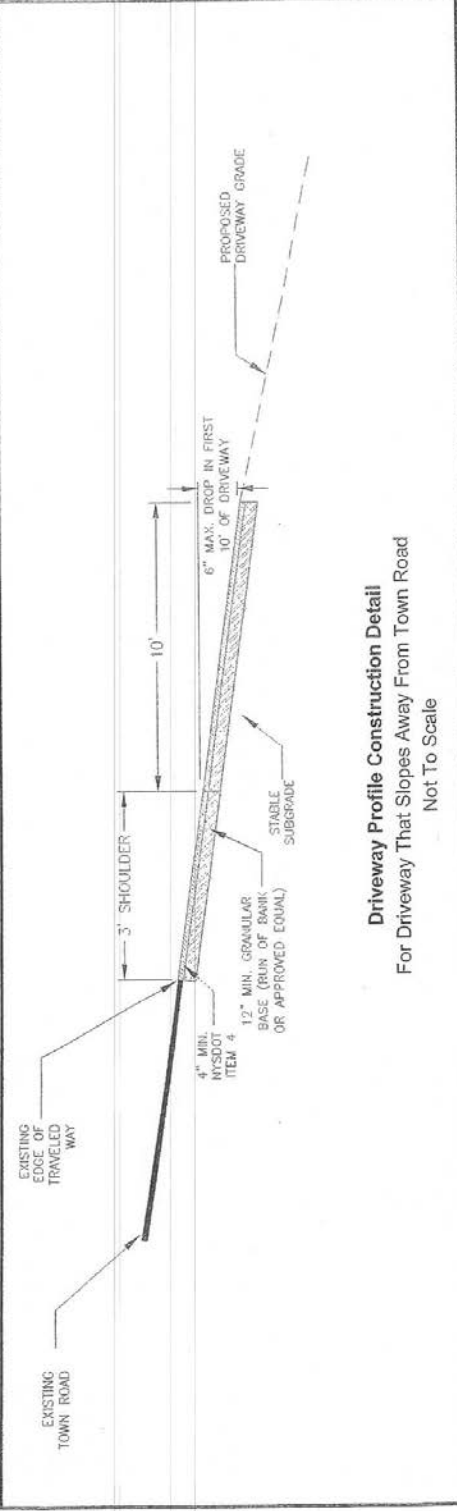 EXISTING
TOWN ROAD
EXISTING
EDGE OF
TRAVELED
WAY
3' SHOULDER
10'
4" MIN.
NYSDOT
ITEM 4
12" MIN. GRANULAR
BASE (RUN OF BANK
OR APPROVED EQUAL)
STABLE
SUBGRADE
6" MAX. DROP IN FIRST
10' OF DRIVEWAY
PROPOSED
DRIVEWAY GRADE
Driveway Profile Construction Detail
For Driveway That Slopes Away From Town Road
Not To Scale